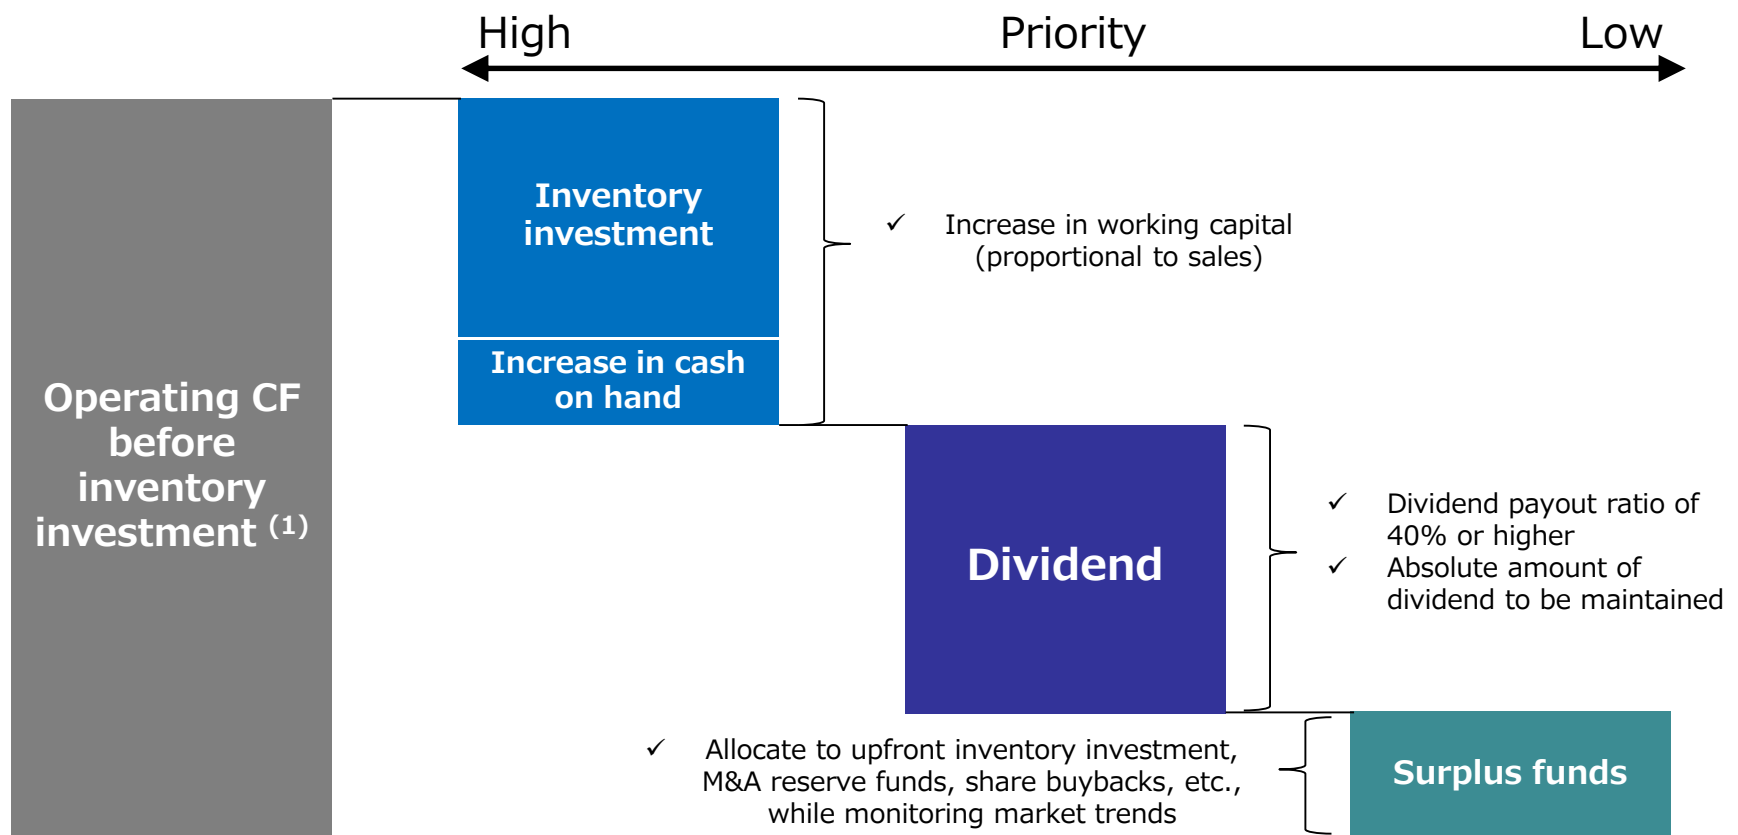 High Priority Low
Operating CF
before
inventory
investment (1)
Inventory
investment
Increase in cash
on hand
✓ Increase in working capital
(proportional to sales)
Dividend
✓ Dividend payout ratio of
40% or higher
✓ Absolute amount of
dividend to be maintained
✓ Allocate to upfront inventory investment,
M&A reserve funds, share buybacks, etc.,
while monitoring market trends
Surplus funds